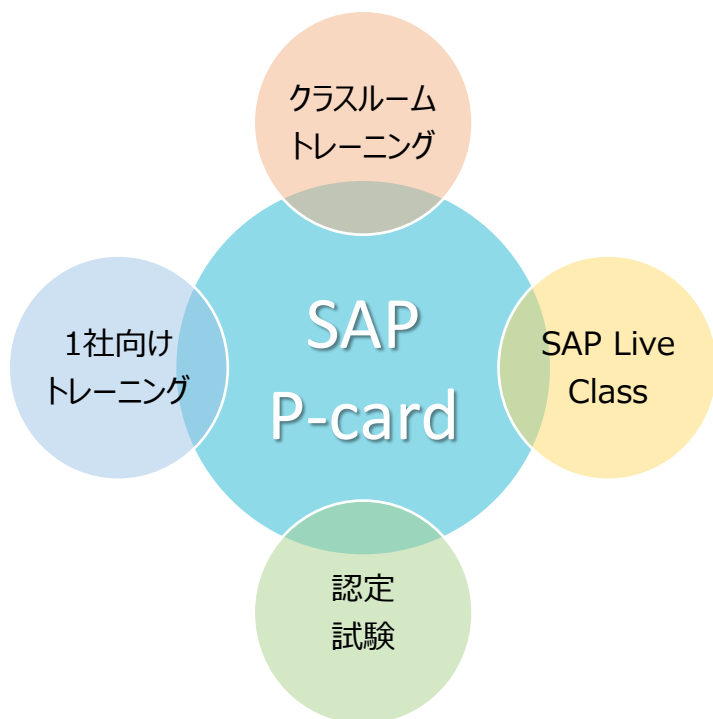 クラスルーム
トレーニング
1社向け
トレーニング
SAP
P-card
SAP Live
Class
認定
試験